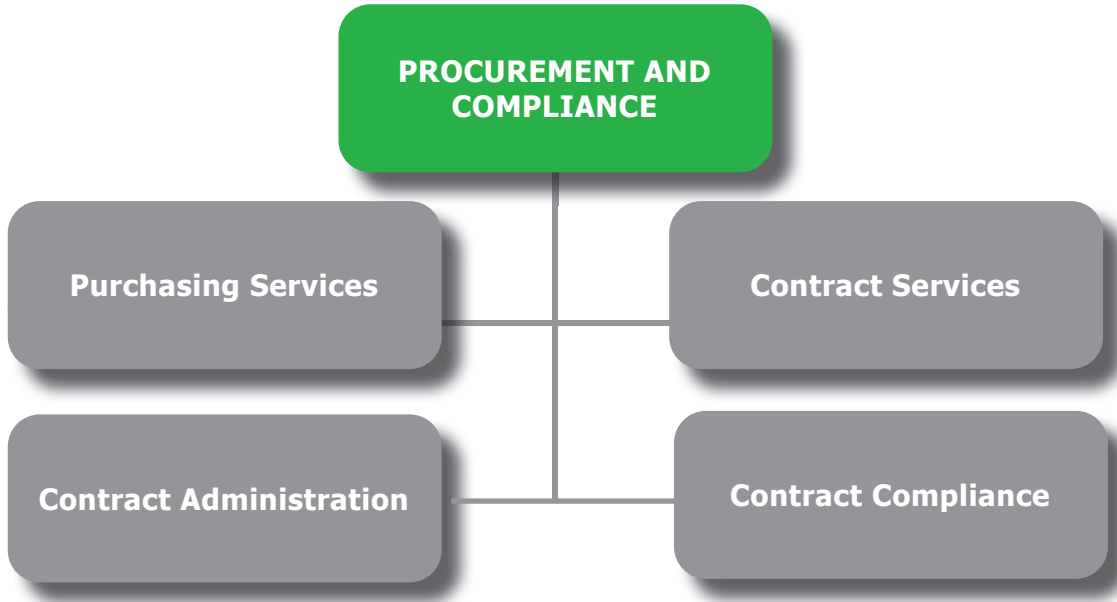 PROCUREMENT AND
COMPLIANCE
Purchasing Services
Contract Services
Contract Administration
Contract Compliance